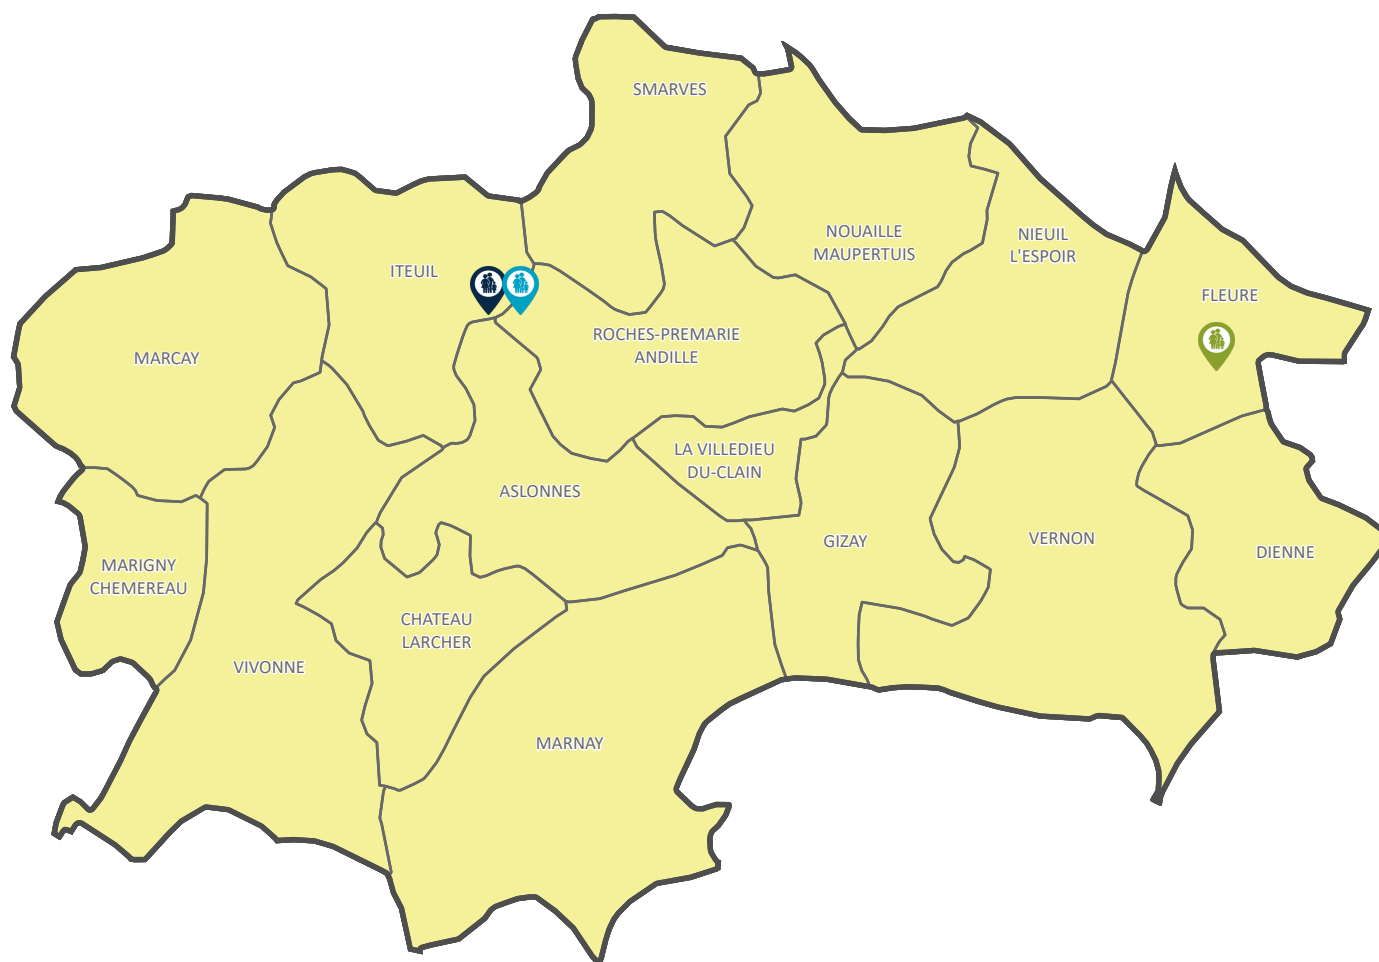 SMARVES
NOUAILLE
MAUPERTUIS
NIEUIL
L'ESPOIR
ITEUIL
FLEURE
MARCAY
ROCHES-PREMARIE
ANDILLE
LA VILLEDIEU
DU-CLAIN
ASLONNES
GIZAY
VERNON
DIENNE
MARIGNY
CHEMEREAU
CHATEAU
LARCHER
VIVONNE
MARNAY